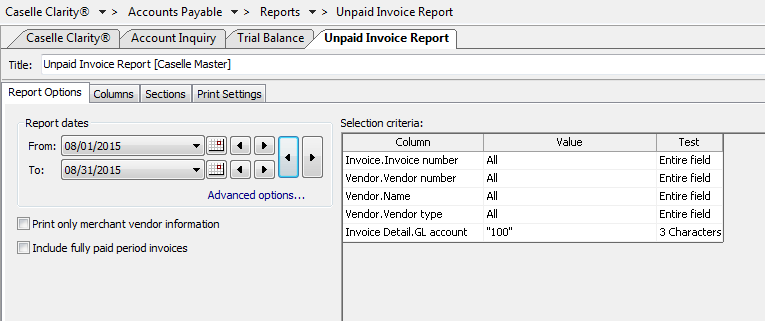 Caselle Clarity® > Accounts Payable > Reports > Unpaid Invoice Report
Caselle Clarity® Account Inquiry Trial Balance Unpaid Invoice Report
Title: Unpaid Invoice Report [Caselle Master]
Report Options Columns Sections Print Settings
Report dates
From: 08/01/2015
To: 08/31/2015
Advanced options...
Print only merchant vendor information
Include fully paid period invoices
Selection criteria:
Column Value Test
Invoice.Invoice number All Entire field
Vendor.Vendor number All Entire field
Vendor.Name All Entire field
Vendor.Vendor type All Entire field
Invoice Detail.GL account "100" 3 Characters